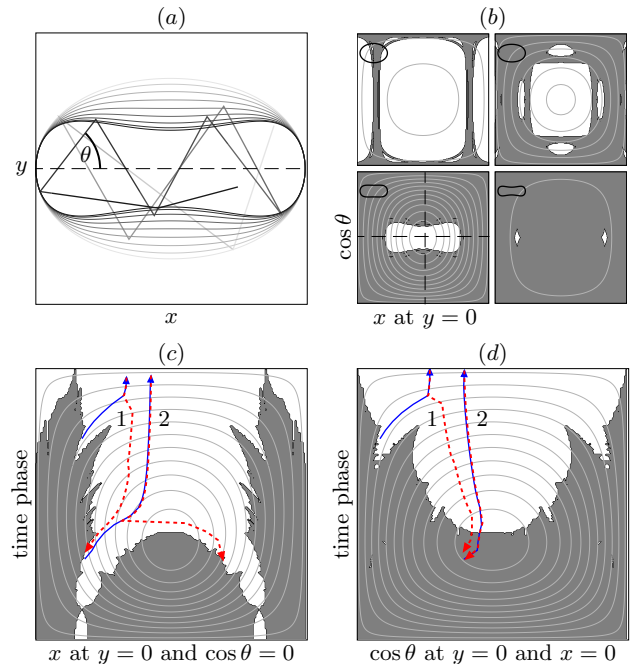 (a)
(b)
y
θ
x
cos θ
x at y = 0
(c)
(d)
time phase
1
2
x at y = 0 and cos θ = 0
time phase
1
2
cos θ at y = 0 and x = 0